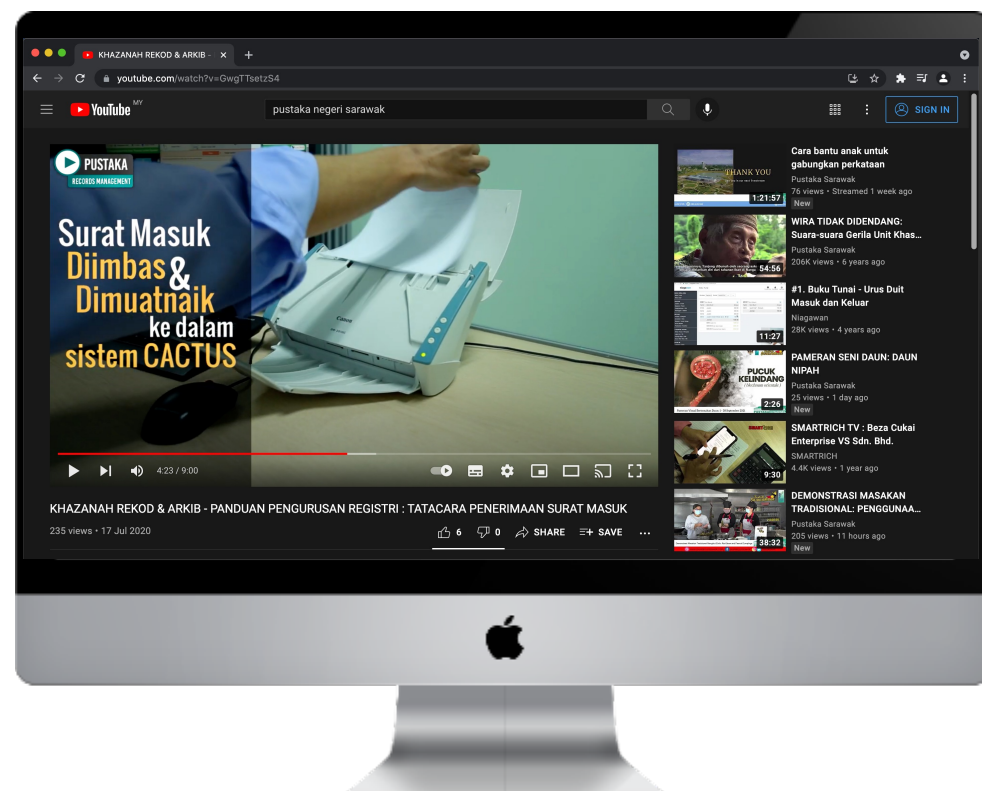 KHAZANAH REKOD & ARKIB -
youtube.com/watch?v=GwgTTsetzS4
YouTube MY
pustaka negeri sarawak
SIGN IN
PUSTAKA
RECORDS MANAGEMENT
Surat Masuk
Diimbas &
Dimuatnaik
ke dalam
sistem CACTUS
Canon
4:23 / 9:00
KHAZANAH REKOD & ARKIB - PANDUAN PENGURUSAN REGISTRI : TATACARA PENERIMAAN SURAT MASUK
235 views • 17 Jul 2020
6
0
SHARE
SAVE
THANK YOU
1:21:57
Cara bantu anak untuk
gabungkan perkataan
Pustaka Sarawak
76 views • Streamed 1 week ago
New
54:56
WIRA TIDAK DIDENDANG:
Suara-suara Gerila Unit Khas...
Pustaka Sarawak
206K views • 6 years ago
11:27
#1. Buku Tunai - Urus Duit
Masuk dan Keluar
Niagawan
28K views • 4 years ago
PUCUK
KELINDANG
2:26
PAMERAN SENI DAUN: DAUN
NIPAH
Pustaka Sarawak
25 views • 1 day ago
New
9:30
SMARTRICH TV : Beza Cukai
Enterprise VS Sdn. Bhd.
SMARTRICH
4.4K views • 1 year ago
38:32
DEMONSTRASI MASAKAN
TRADISIONAL: PENGGUNAA...
Pustaka Sarawak
205 views • 11 hours ago
New